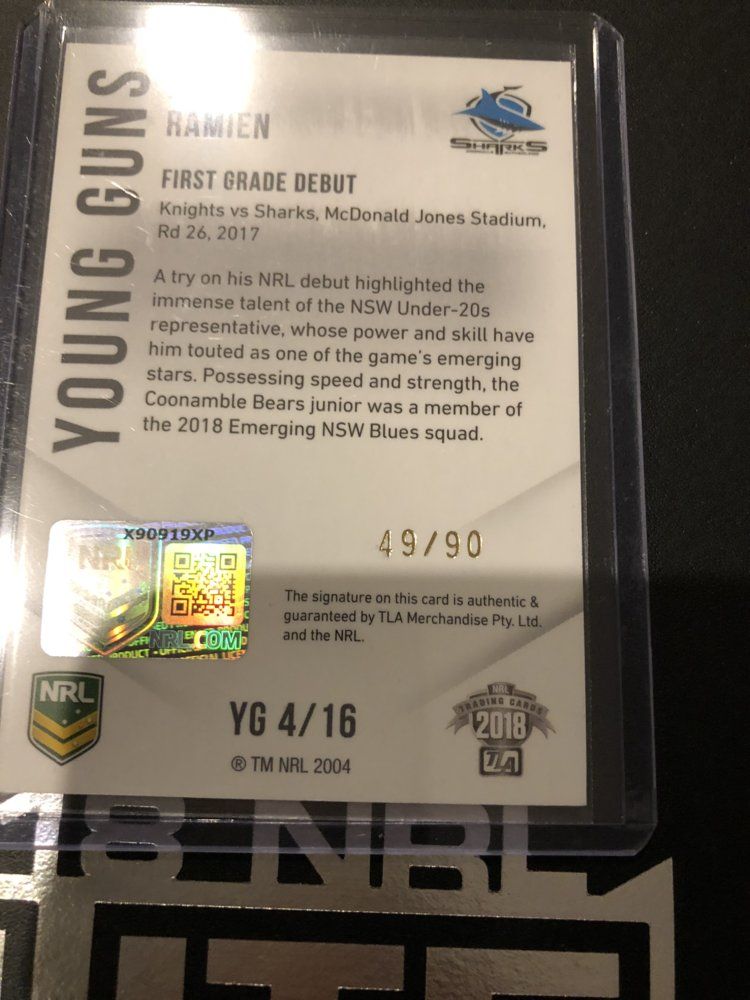 YOUNG GUNS
RAMIEN
SHARKS
FIRST GRADE DEBUT
Knights vs Sharks, McDonald Jones Stadium,
Rd 26, 2017
A try on his NRL debut highlighted the
immense talent of the NSW Under-20s
representative, whose power and skill have
him touted as one of the game's emerging
stars. Possessing speed and strength, the
Coonamble Bears junior was a member of
the 2018 Emerging NSW Blues squad.
X90919XP
NRL
NRL.COM
49/90
The signature on this card is authentic &
guaranteed by TLA Merchandise Pty. Ltd.
and the NRL.
NRL
YG 4/16
® TM NRL 2004
NRL
TRADING CARDS
2018
TLA
18 NRL